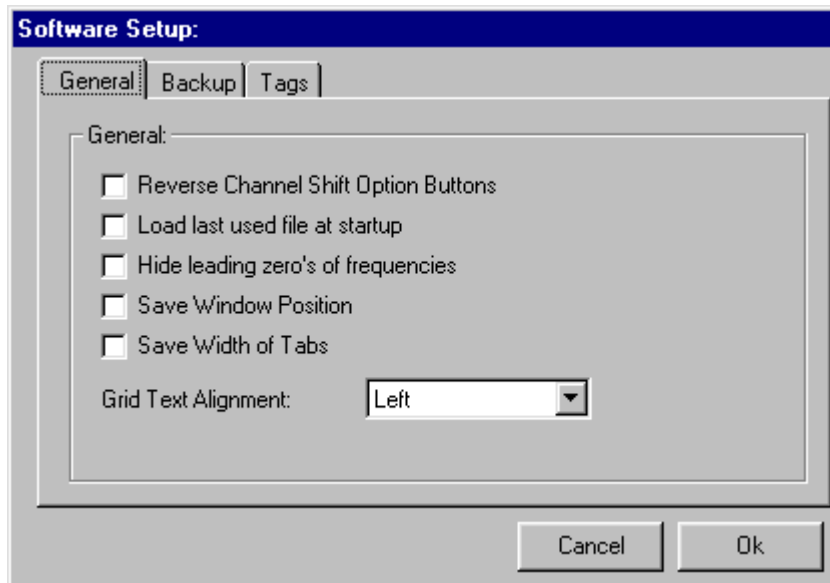 Software Setup:
General Backup Tags
General:
Reverse Channel Shift Option Buttons
Load last used file at startup
Hide leading zero's of frequencies
Save Window Position
Save Width of Tabs
Grid Text Alignment: Left
Cancel Ok